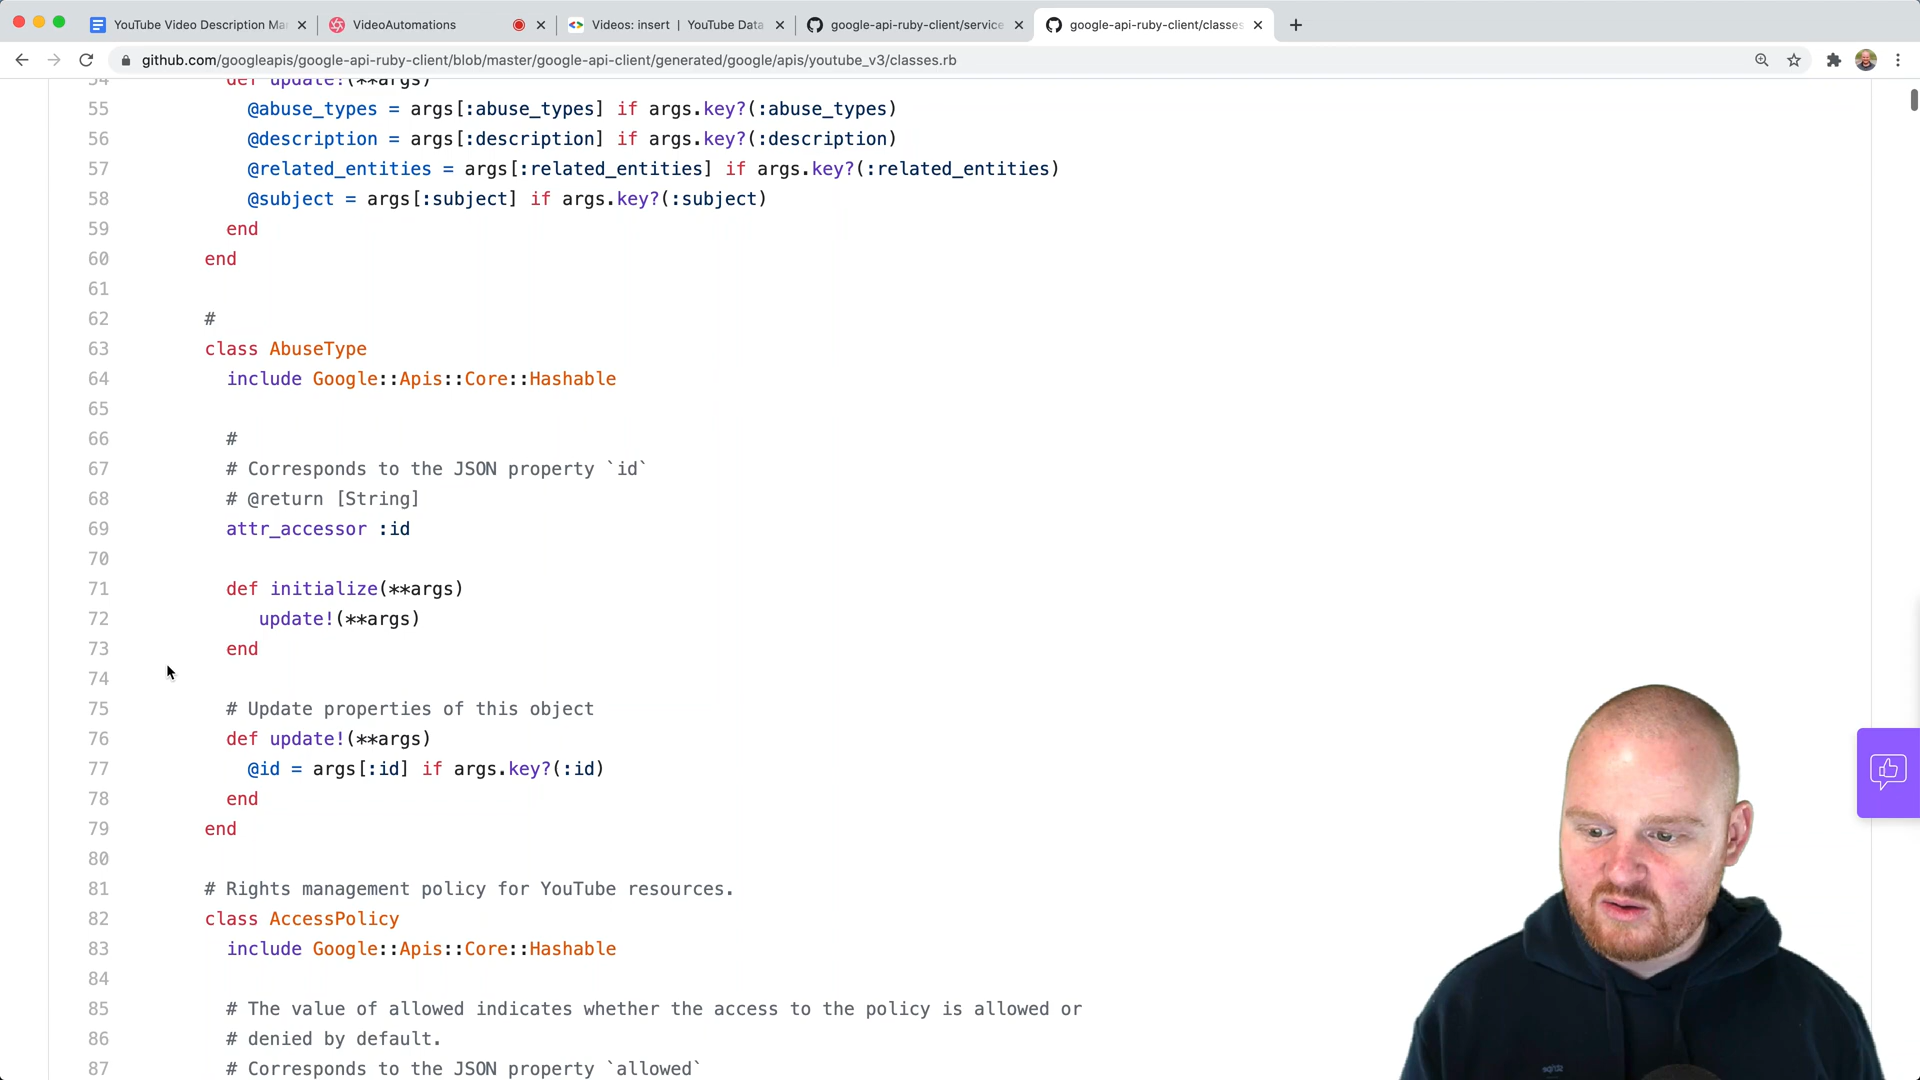 YouTube Video Description Ma
VideoAutomations
Videos: insert | YouTube Data
google-api-ruby-client/service
google-api-ruby-client/classes
github.com/googleapis/google-api-ruby-client/blob/master/google-api-client/generated/google/apis/youtube_v3/classes.rb
54 def update!(**args)
55 @abuse_types = args[:abuse_types] if args.key?(:abuse_types)
56 @description = args[:description] if args.key?(:description)
57 @related_entities = args[:related_entities] if args.key?(:related_entities)
58 @subject = args[:subject] if args.key?(:subject)
59 end
60 end
61
62 #
63 class AbuseType
64 include Google::Apis::Core::Hashable
65
66 #
67 # Corresponds to the JSON property `id`
68 # @return [String]
69 attr_accessor :id
70
71 def initialize(**args)
72 update!(**args)
73 end
74
75 # Update properties of this object
76 def update!(**args)
77 @id = args[:id] if args.key?(:id)
78 end
79 end
80
81 # Rights management policy for YouTube resources.
82 class AccessPolicy
83 include Google::Apis::Core::Hashable
84
85 # The value of allowed indicates whether the access to the policy is allowed or
86 # denied by default.
87 # Corresponds to the JSON property `allowed`
stripe